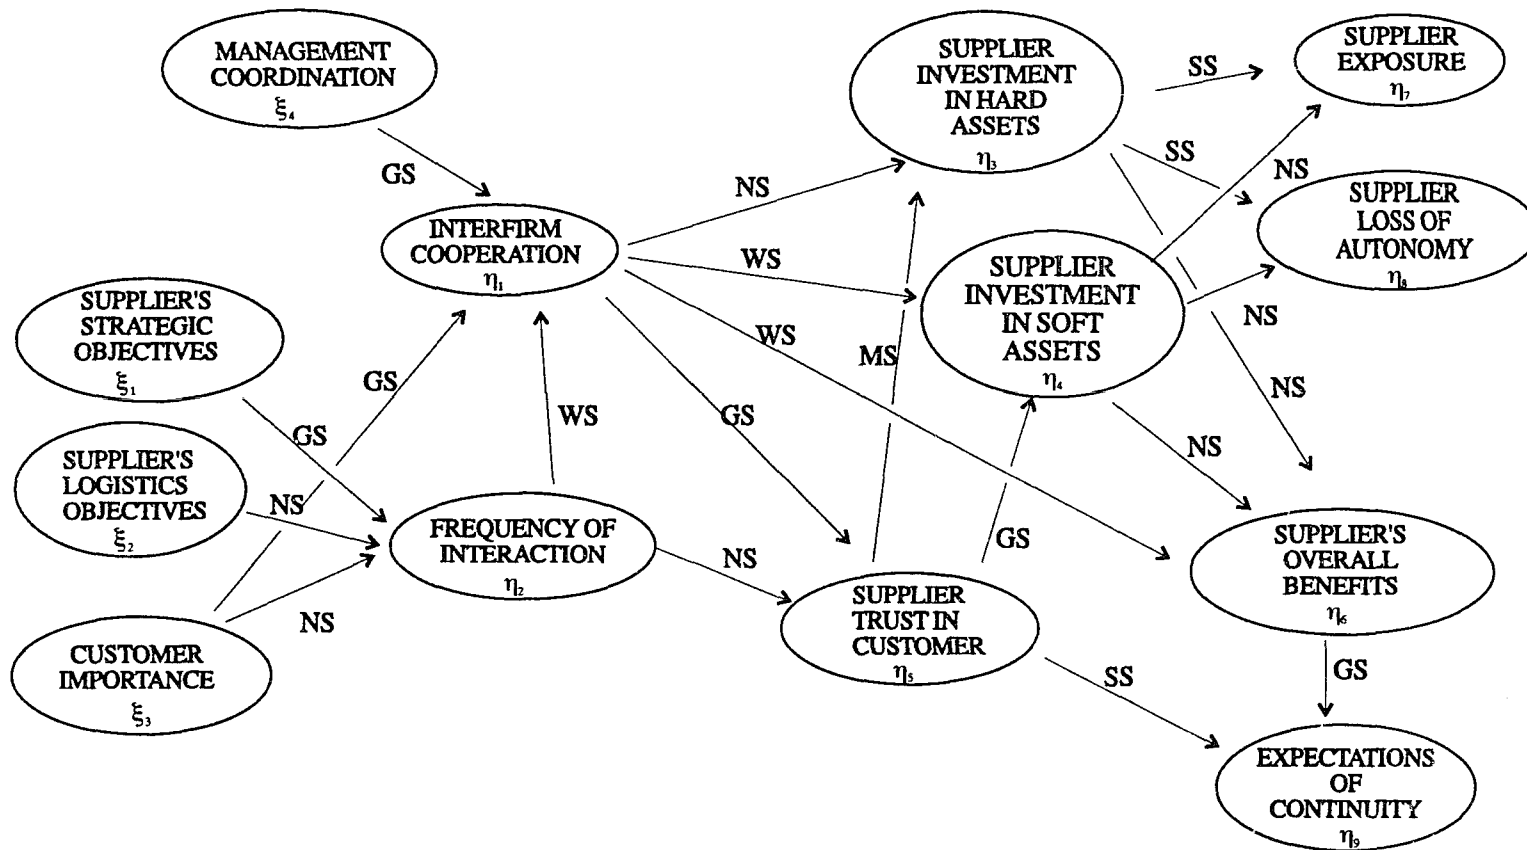 MANAGEMENT
COORDINATION
ξ4
SUPPLIER
INVESTMENT
IN HARD
ASSETS
η3
SUPPLIER
EXPOSURE
η7
SS
SS
GS
NS
NS
INTERFIRM
COOPERATION
η1
SUPPLIER
LOSS OF
AUTONOMY
η8
WS
SUPPLIER
INVESTMENT
IN SOFT
ASSETS
η4
SUPPLIER'S
STRATEGIC
OBJECTIVES
ξ1
WS
MS
NS
GS
NS
GS
WS
GS
SUPPLIER'S
LOGISTICS
OBJECTIVES
ξ2
NS
NS
FREQUENCY OF
INTERACTION
η2
GS
SUPPLIER'S
OVERALL
BENEFITS
η6
NS
SUPPLIER
TRUST IN
CUSTOMER
η5
NS
CUSTOMER
IMPORTANCE
ξ3
SS
GS
EXPECTATIONS
OF
CONTINUITY
η9